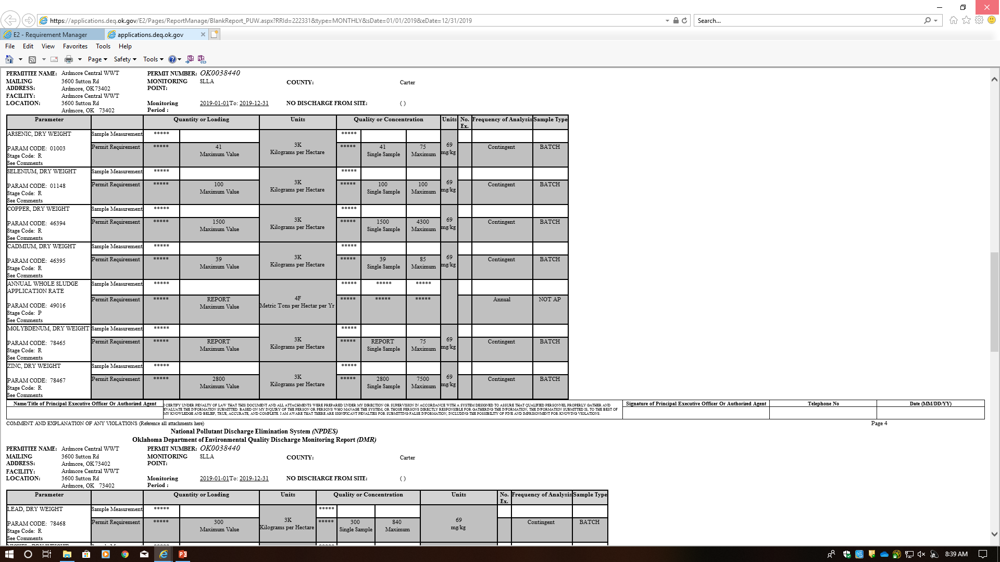 https://applications.deq.ok.gov/E2/Pages/ReportManage/BlankReport_PUW.aspx?RRId=222331&type=MONTHLY&sDate=01/01/2019&eDate=12/31/2019
Search...
E2 - Requirement Manager
applications.deq.ok.gov
File Edit View Favorites Tools Help
Page Safety Tools
PERMITTEE NAME: Ardmore Central WWT PERMIT NUMBER: OK0038440
MAILING ADDRESS: 3600 Sutton Rd MONITORING POINT: SLLA COUNTY: Carter
Ardmore, OK 73402
FACILITY: Ardmore Central WWT
LOCATION: 3600 Sutton Rd Monitoring Period : 2019-01-01To: 2019-12-31 NO DISCHARGE FROM SITE: ( )
Ardmore, OK 73402
Parameter Quantity or Loading Units Quality or Concentration Units No. Ex. Frequency of Analysis Sample Type
ARSENIC, DRY WEIGHT Sample Measurement ***** *****
PARAM CODE: 01003 Permit Requirement ***** 41 Maximum Value 3K Kilograms per Hectare ***** 41 Single Sample 75 Maximum 69 mg/kg Contingent BATCH
Stage Code: R
See Comments
SELENIUM, DRY WEIGHT Sample Measurement ***** *****
PARAM CODE: 01148 Permit Requirement ***** 100 Maximum Value 3K Kilograms per Hectare ***** 100 Single Sample 100 Maximum 69 mg/kg Contingent BATCH
Stage Code: R
See Comments
COPPER, DRY WEIGHT Sample Measurement ***** *****
PARAM CODE: 46394 Permit Requirement ***** 1500 Maximum Value 3K Kilograms per Hectare ***** 1500 Single Sample 4300 Maximum 69 mg/kg Contingent BATCH
Stage Code: R
See Comments
CADMIUM, DRY WEIGHT Sample Measurement ***** *****
PARAM CODE: 46395 Permit Requirement ***** 39 Maximum Value 3K Kilograms per Hectare ***** 39 Single Sample 85 Maximum 69 mg/kg Contingent BATCH
Stage Code: R
See Comments
ANNUAL WHOLE SLUDGE APPLICATION RATE Sample Measurement ***** ***** ***** *****
PARAM CODE: 49016 Permit Requirement ***** REPORT Maximum Value 4F Metric Tons per Hectar per Yr ***** ***** ***** Annual NOT AP
Stage Code: P
See Comments
MOLYBDENUM, DRY WEIGHT Sample Measurement ***** *****
PARAM CODE: 78465 Permit Requirement ***** REPORT Maximum Value 3K Kilograms per Hectare ***** REPORT Single Sample 75 Maximum 69 mg/kg Contingent BATCH
Stage Code: R
See Comments
ZINC, DRY WEIGHT Sample Measurement ***** *****
PARAM CODE: 78467 Permit Requirement ***** 2800 Maximum Value 3K Kilograms per Hectare ***** 2800 Single Sample 7500 Maximum 69 mg/kg Contingent BATCH
Stage Code: R
See Comments
Name/Title of Principal Executive Officer Or Authorized Agent
I CERTIFY UNDER PENALTY OF LAW THAT THIS DOCUMENT AND ALL ATTACHMENTS WERE PREPARED UNDER MY DIRECTION OR SUPERVISION IN ACCORDANCE WITH A SYSTEM DESIGNED TO ASSURE THAT QUALIFIED PERSONNEL PROPERLY GATHER AND
EVALUATE THE INFORMATION SUBMITTED. BASED ON MY INQUIRY OF THE PERSON OR PERSONS WHO MANAGE THE SYSTEM, OR THOSE PERSONS DIRECTLY RESPONSIBLE FOR GATHERING THE INFORMATION, THE INFORMATION SUBMITTED IS, TO THE BEST OF
MY KNOWLEDGE AND BELIEF, TRUE, ACCURATE, AND COMPLETE. I AM AWARE THAT THERE ARE SIGNIFICANT PENALTIES FOR SUBMITTING FALSE INFORMATION, INCLUDING THE POSSIBILITY OF FINE AND IMPRISONMENT FOR KNOWING VIOLATIONS.
Signature of Principal Executive Officer Or Authorized Agent Telephone No Date (MM/DD/YY)
COMMENT AND EXPLANATION OF ANY VIOLATIONS (Reference all attachments here) Page 4
National Pollutant Discharge Elimination System (NPDES)
Oklahoma Department of Environmental Quality Discharge Monitoring Report (DMR)
PERMITTEE NAME: Ardmore Central WWT PERMIT NUMBER: OK0038440
MAILING ADDRESS: 3600 Sutton Rd MONITORING POINT: SLLA COUNTY: Carter
Ardmore, OK 73402
FACILITY: Ardmore Central WWT
LOCATION: 3600 Sutton Rd Monitoring Period : 2019-01-01To: 2019-12-31 NO DISCHARGE FROM SITE: ( )
Ardmore, OK 73402
Parameter Quantity or Loading Units Quality or Concentration Units No. Ex. Frequency of Analysis Sample Type
LEAD, DRY WEIGHT Sample Measurement ***** *****
PARAM CODE: 78468 Permit Requirement ***** 300 Maximum Value 3K Kilograms per Hectare ***** 300 Single Sample 840 Maximum 69 mg/kg Contingent BATCH
Stage Code: R
See Comments
8:39 AM